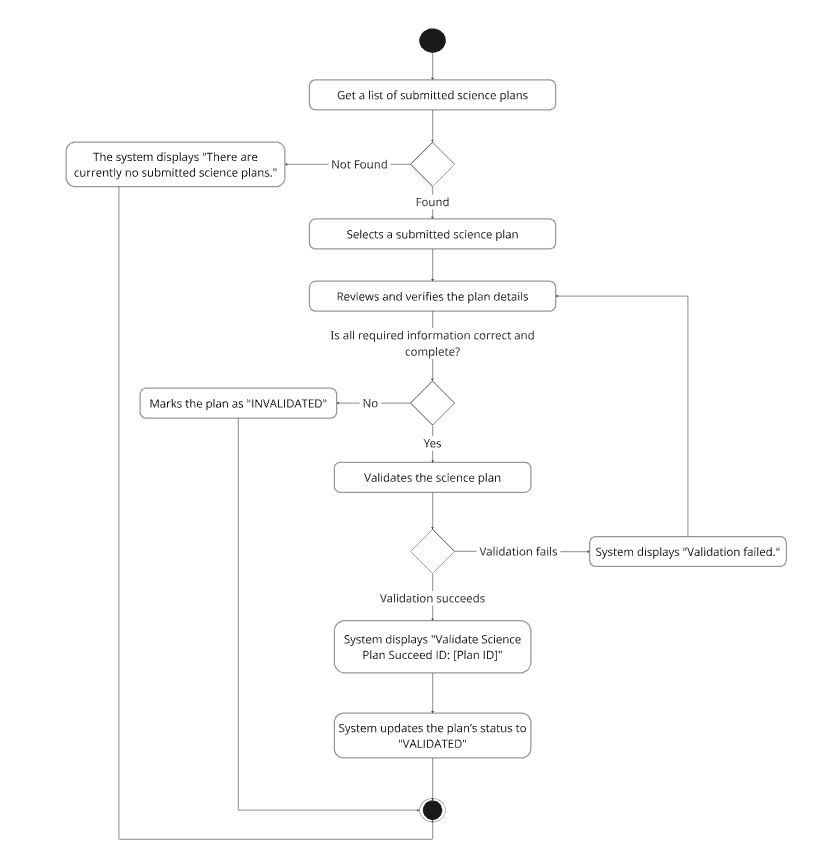 Get a list of submitted science plans
The system displays "There are
currently no submitted science plans."
Not Found
Found
Selects a submitted science plan
Reviews and verifies the plan details
Is all required information correct and
complete?
Marks the plan as "INVALIDATED"
No
Yes
Validates the science plan
Validation fails
System displays "Validation failed."
Validation succeeds
System displays "Validate Science
Plan Succeed ID: [Plan ID]"
System updates the plan's status to
"VALIDATED"